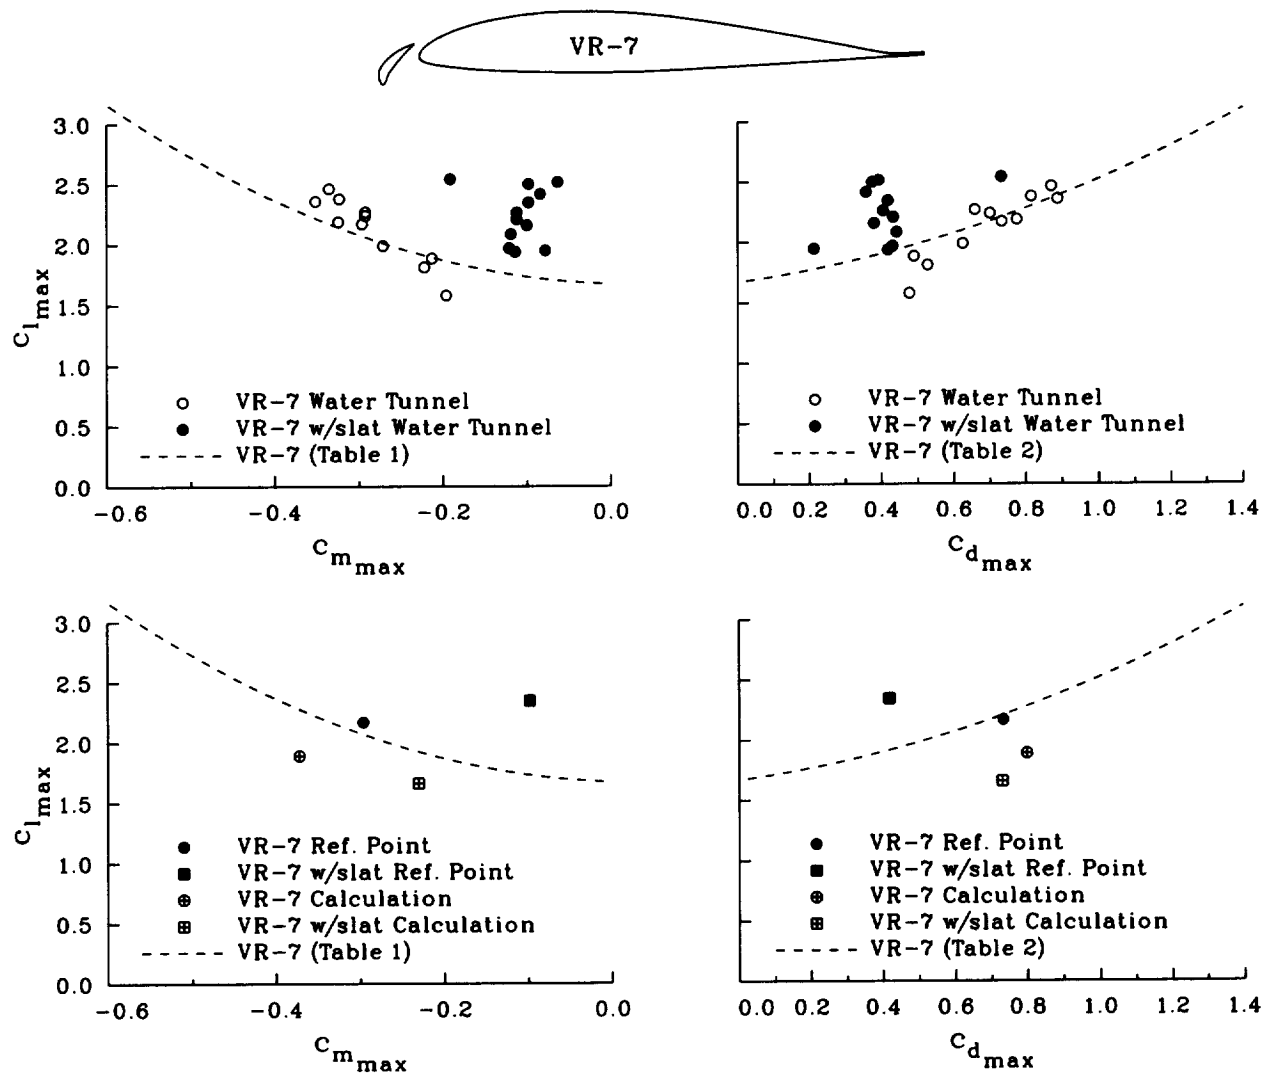 VR-7
3.0
2.5
2.0
1.5
1.0
0.5
0.0
c_l_max
VR-7 Water Tunnel
VR-7 w/slat Water Tunnel
VR-7 (Table 1)
-0.6 -0.4 -0.2 0.0
c_m_max
VR-7 Water Tunnel
VR-7 w/slat Water Tunnel
VR-7 (Table 2)
0.0 0.2 0.4 0.6 0.8 1.0 1.2 1.4
c_d_max
3.0
2.5
2.0
1.5
1.0
0.5
0.0
c_l_max
VR-7 Ref. Point
VR-7 w/slat Ref. Point
VR-7 Calculation
VR-7 w/slat Calculation
VR-7 (Table 1)
-0.6 -0.4 -0.2 0.0
c_m_max
VR-7 Ref. Point
VR-7 w/slat Ref. Point
VR-7 Calculation
VR-7 w/slat Calculation
VR-7 (Table 2)
0.0 0.2 0.4 0.6 0.8 1.0 1.2 1.4
c_d_max